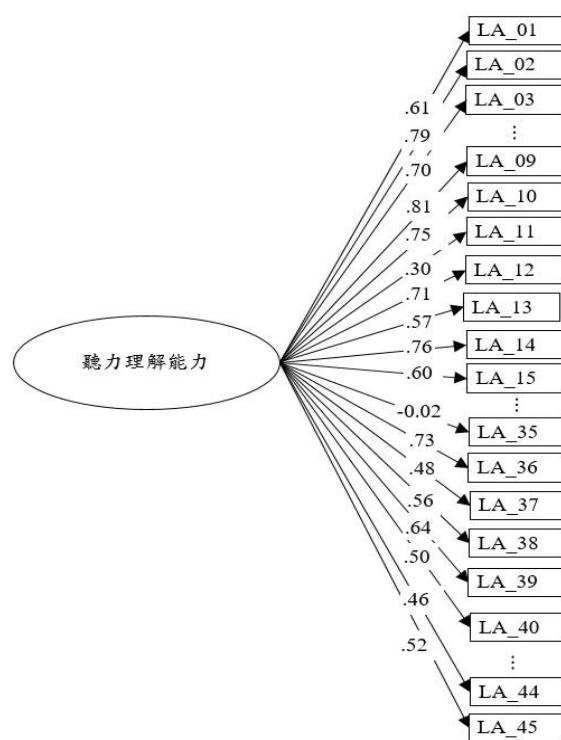 LA_01
LA_02
LA_03
⋮
LA_09
LA_10
LA_11
LA_12
LA_13
LA_14
LA_15
⋮
LA_35
LA_36
LA_37
LA_38
LA_39
LA_40
⋮
LA_44
LA_45
.61
.79
.70
.81
.75
.30
.71
.57
.76
.60
-0.02
.73
.48
.56
.64
.50
.46
.52
聽力理解能力